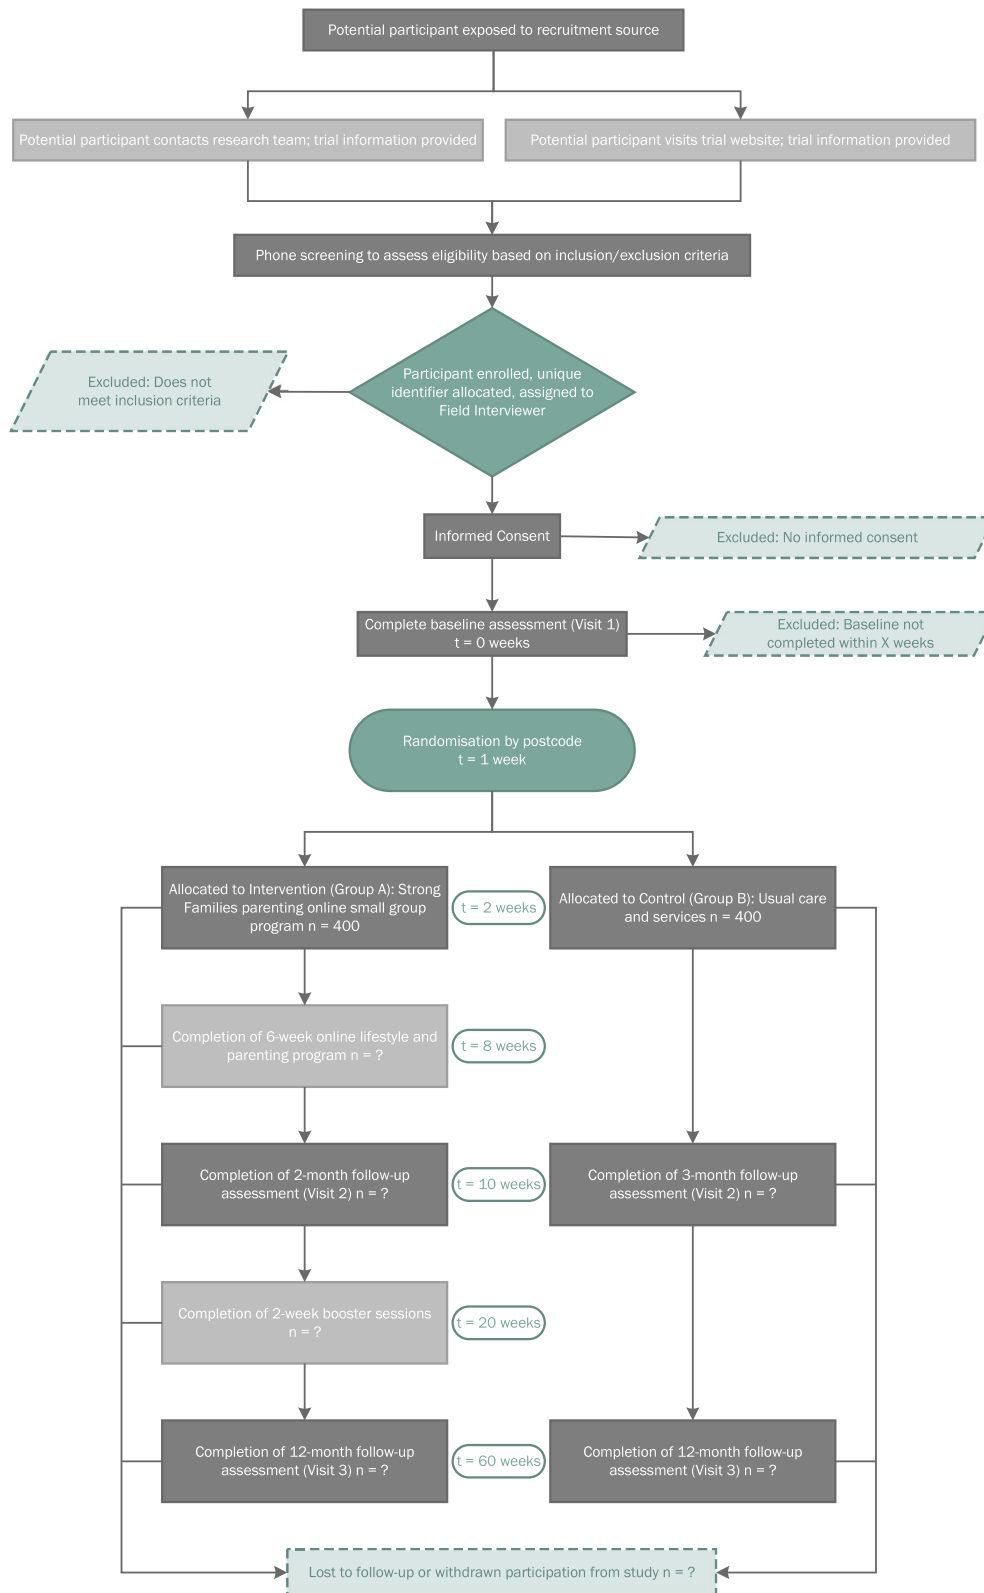 Potential participant exposed to recruitment source
Potential participant contacts research team; trial information provided
Potential participant visits trial website; trial information provided
Phone screening to assess eligibility based on inclusion/exclusion criteria
Participant enrolled, unique
identifier allocated, assigned to
Field Interviewer
Excluded: Does not
meet inclusion criteria
Informed Consent
Excluded: No informed consent
Complete baseline assessment (Visit 1)
t = 0 weeks
Excluded: Baseline not
completed within X weeks
Randomisation by postcode
t = 1 week
Allocated to Intervention (Group A): Strong
Families parenting online small group
program n = 400
t = 2 weeks
Allocated to Control (Group B): Usual care
and services n = 400
Completion of 6-week online lifestyle and
parenting program n = ?
t = 8 weeks
Completion of 2-month follow-up
assessment (Visit 2) n = ?
t = 10 weeks
Completion of 3-month follow-up
assessment (Visit 2) n = ?
Completion of 2-week booster sessions
n = ?
t = 20 weeks
Completion of 12-month follow-up
assessment (Visit 3) n = ?
t = 60 weeks
Completion of 12-month follow-up
assessment (Visit 3) n = ?
Lost to follow-up or withdrawn participation from study n = ?